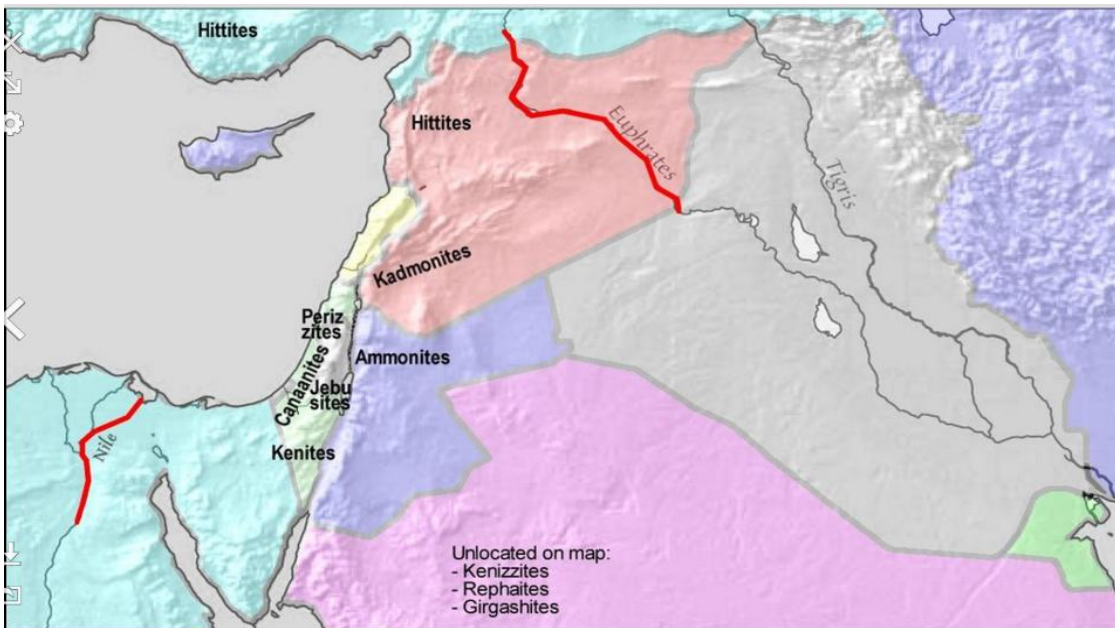 Hittites
Hittites
Euphrates
Tigris
Kadmonites
Periz
zites
Ammonites
Canaanites
Jebu
sites
Nile
Kenites
Unlocated on map:
- Kenizzites
- Rephaites
- Girgashites